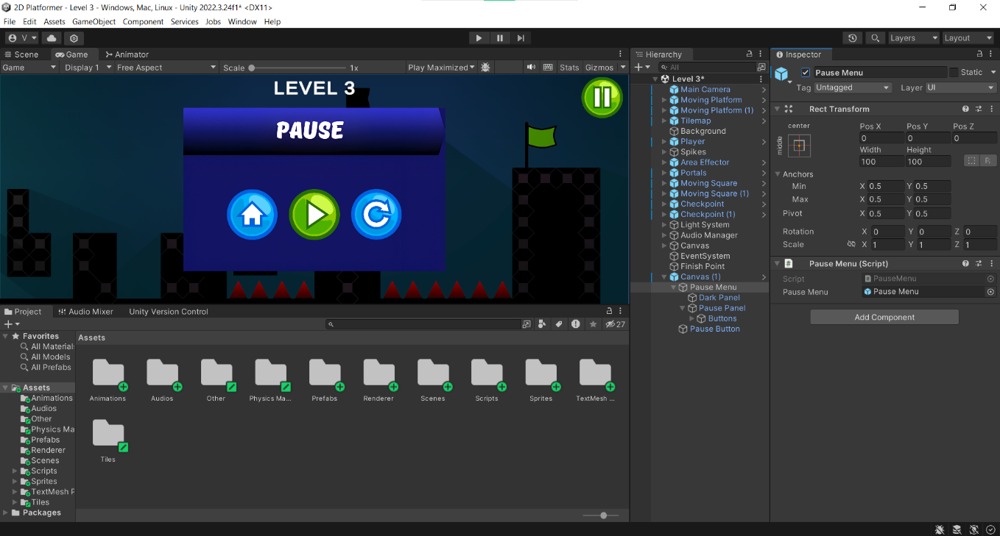 2D Platformer - Level 3 - Windows, Mac, Linux - Unity 2022.3.24f1* <DX11>
File Edit Assets GameObject Component Services Jobs Window Help
V Layers Layout
Scene Game Animator
Game Display 1 Free Aspect Scale 1x Play Maximized Stats Gizmos
LEVEL 3
PAUSE
Hierarchy
All
Level 3*
Main Camera
Moving Platform
Moving Platform (1)
Tilemap
Background
Player
Spikes
Area Effector
Portals
Moving Square
Moving Square (1)
Checkpoint
Checkpoint (1)
Light System
Audio Manager
Canvas
EventSystem
Finish Point
Canvas (1)
Pause Menu
Dark Panel
Pause Panel
Buttons
Pause Button
Inspector
Pause Menu Static
Tag Untagged Layer UI
Rect Transform
center
middle
Pos X Pos Y Pos Z
0 0 0
Width Height
100 100 R
Anchors
Min X 0.5 Y 0.5
Max X 0.5 Y 0.5
Pivot X 0.5 Y 0.5
Rotation X 0 Y 0 Z 0
Scale X 1 Y 1 Z 1
# Pause Menu (Script)
Script PauseMenu
Pause Menu Pause Menu
Add Component
Project Audio Mixer Unity Version Control
27
Favorites
All Materials
All Models
All Prefabs
Assets
Animations
Audios
Other
Physics Ma
Prefabs
Renderer
Scenes
Scripts
Sprites
TextMesh P
Tiles
Packages
Assets
Animations Audios Other Physics Ma... Prefabs Renderer Scenes Scripts Sprites TextMesh ...
Tiles